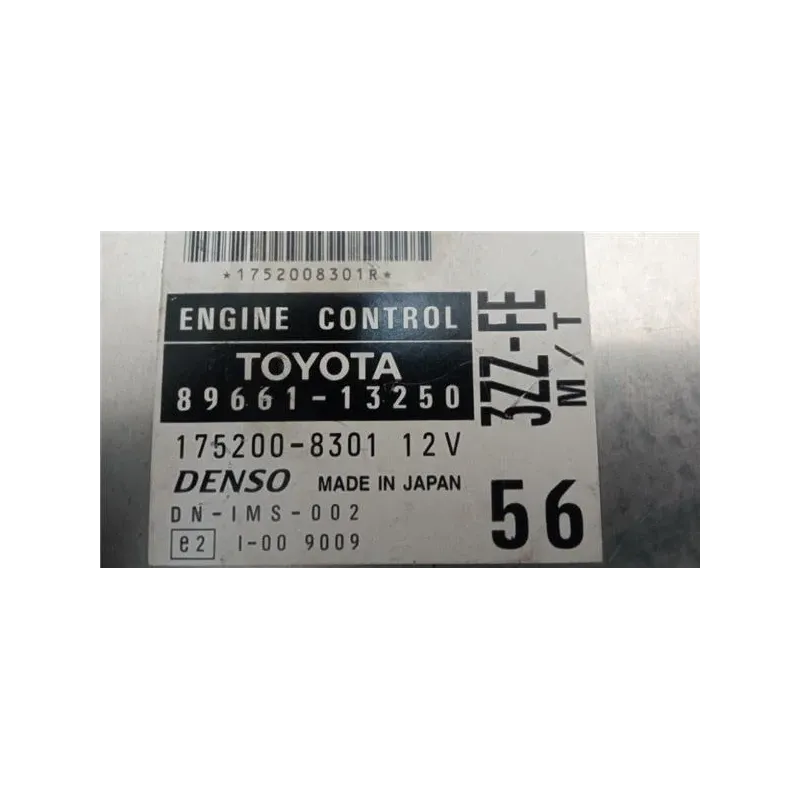 *1752008301R*
ENGINE CONTROL
TOYOTA
89661-13250
3ZZ-FE
M/T
175200-8301 12V
DENSO MADE IN JAPAN
DN-IMS-002
56
e2 I-00 9009